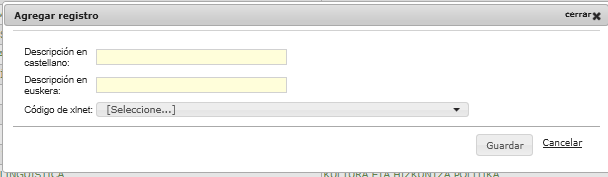 Agregar registro
cerrar
Descripción en
castellano:
Descripción en
euskera:
Código de xlnet:
[Seleccione...]
Guardar
Cancelar
LINGÜISTICA
KULTURA ETA HIZKUNTZA POLITIKA